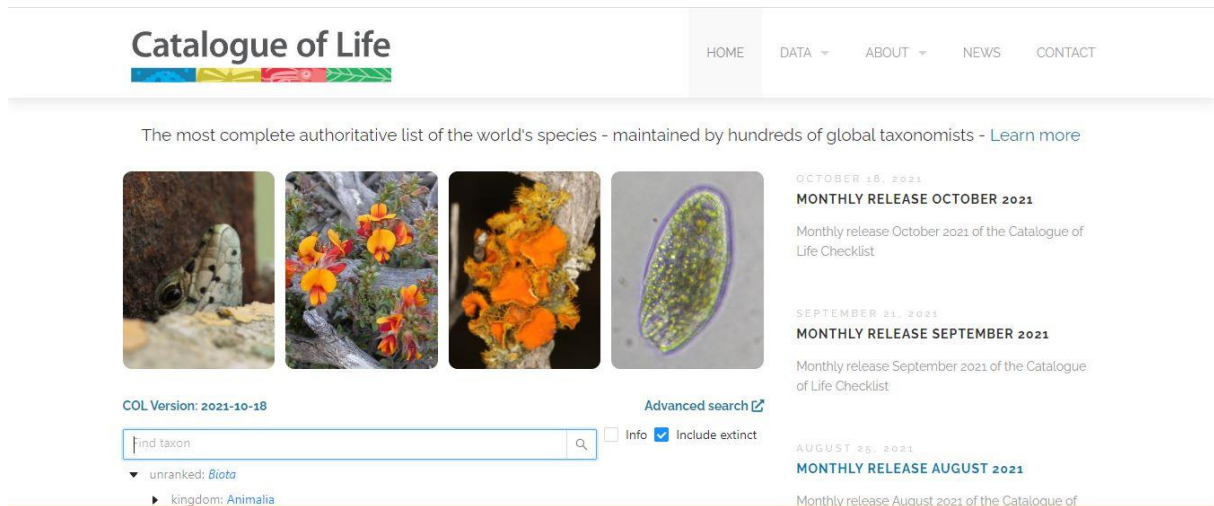 Catalogue of Life
HOME DATA ABOUT NEWS CONTACT
The most complete authoritative list of the world's species - maintained by hundreds of global taxonomists - Learn more
COL Version: 2021-10-18
Advanced search
Find taxon
Info Include extinct
unranked: Biota
kingdom: Animalia
OCTOBER 18, 2021
MONTHLY RELEASE OCTOBER 2021
Monthly release October 2021 of the Catalogue of
Life Checklist
SEPTEMBER 21, 2021
MONTHLY RELEASE SEPTEMBER 2021
Monthly release September 2021 of the Catalogue
of Life Checklist
AUGUST 25, 2021
MONTHLY RELEASE AUGUST 2021
Monthly release August 2021 of the Catalogue of